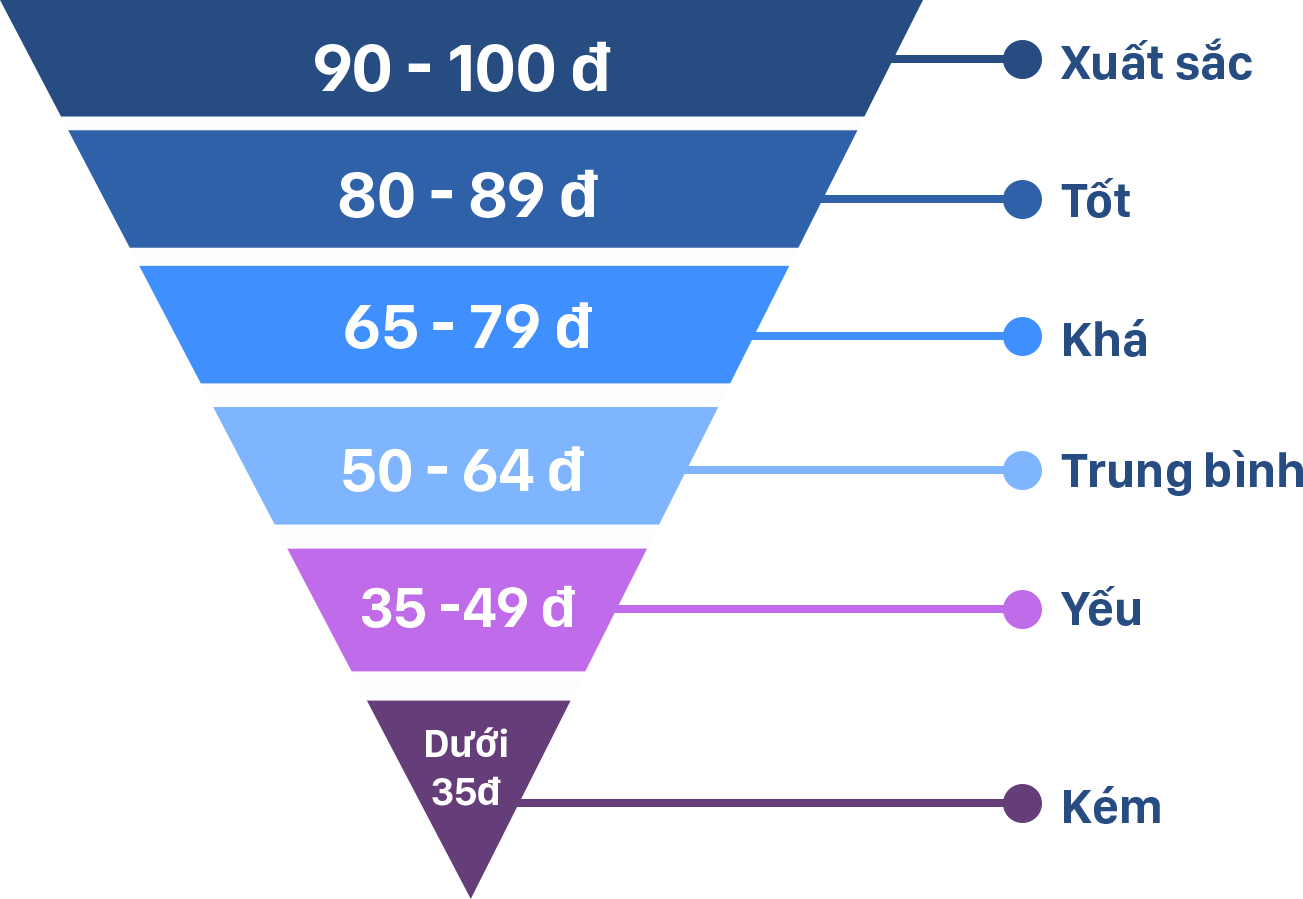 90 - 100 đ
Xuất sắc
80 - 89 đ
Tốt
65 - 79 đ
Khá
50 - 64 đ
Trung bình
35 -49 đ
Yếu
Dưới
35đ
Kém